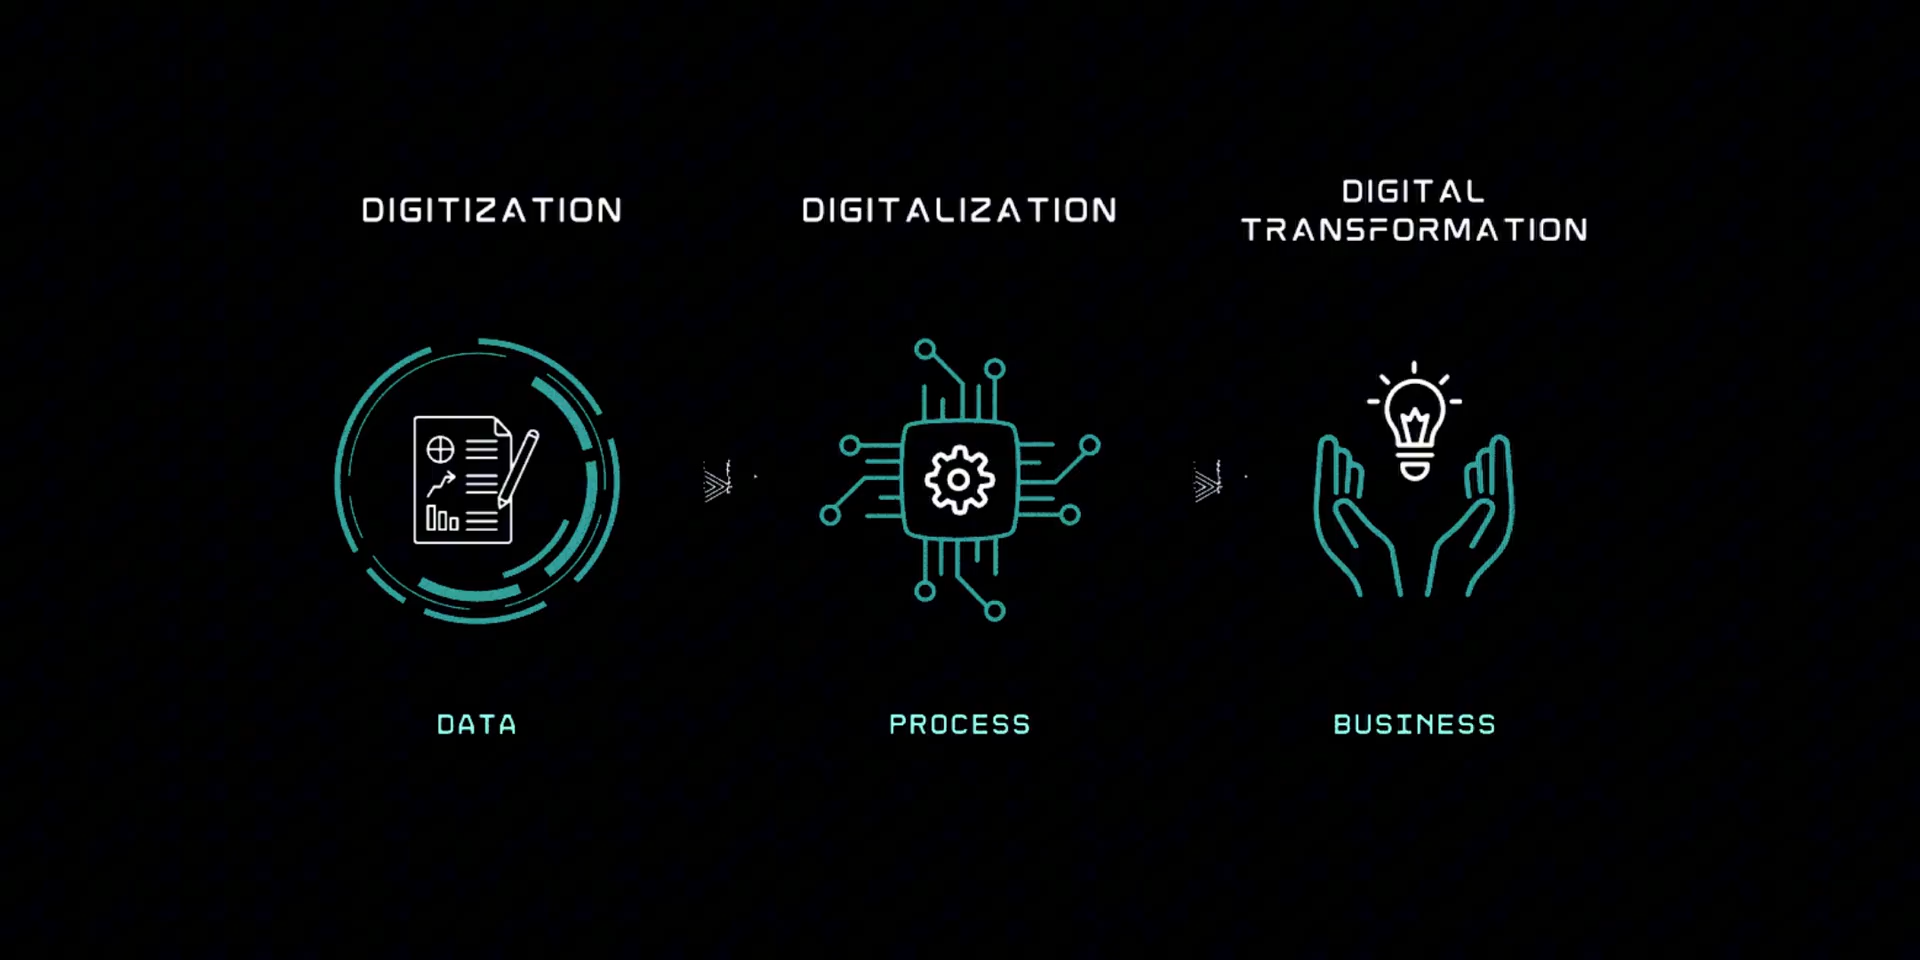 DIGITIZATION
DIGITALIZATION
DIGITAL
TRANSFORMATION
DATA
PROCESS
BUSINESS